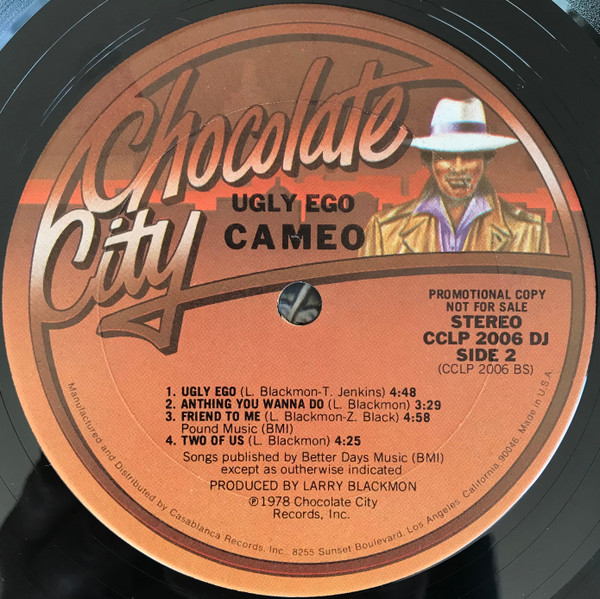 Chocolate
City
UGLY EGO
CAMEO
PROMOTIONAL COPY
NOT FOR SALE
STEREO
CCLP 2006 DJ
SIDE 2
(CCLP 2006 BS)
1. UGLY EGO (L. Blackmon-T. Jenkins) 4:48
2. ANTHING YOU WANNA DO (L. Blackmon) 3:29
3. FRIEND TO ME (L. Blackmon-Z. Black) 4:58
Pound Music (BMI)
4. TWO OF US (L. Blackmon) 4:25
Songs published by Better Days Music (BMI)
except as outherwise indicated
PRODUCED BY LARRY BLACKMON
℗1978 Chocolate City
Records, Inc.
Manufactured and Distributed by Casablanca Records, Inc., 8255 Sunset Boulevard, Los Angeles, California, 90046, Made in U.S.A.